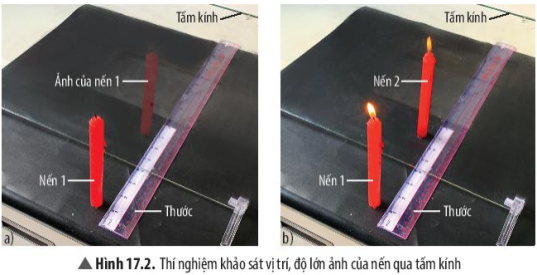 Tấm kính
Ảnh của nến 1
Nến 1
Thước
a)
Tấm kính
Nến 2
Nến 1
Thước
b)
▲ Hình 17.2. Thí nghiệm khảo sát vị trí, độ lớn ảnh của nến qua tấm kính